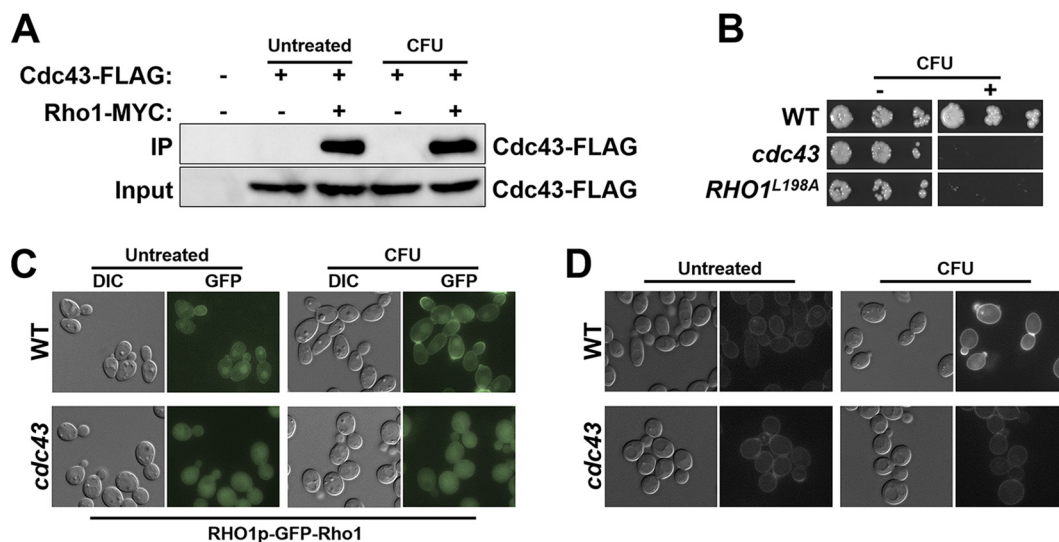 A
Untreated CFU
Cdc43-FLAG: - + + + +
Rho1-MYC: - - + - +
IP Cdc43-FLAG
Input Cdc43-FLAG
B
CFU
- +
WT
cdc43
RHO1L198A
C
Untreated CFU
DIC GFP DIC GFP
WT
cdc43
RHO1p-GFP-Rho1
D
Untreated CFU
WT
cdc43